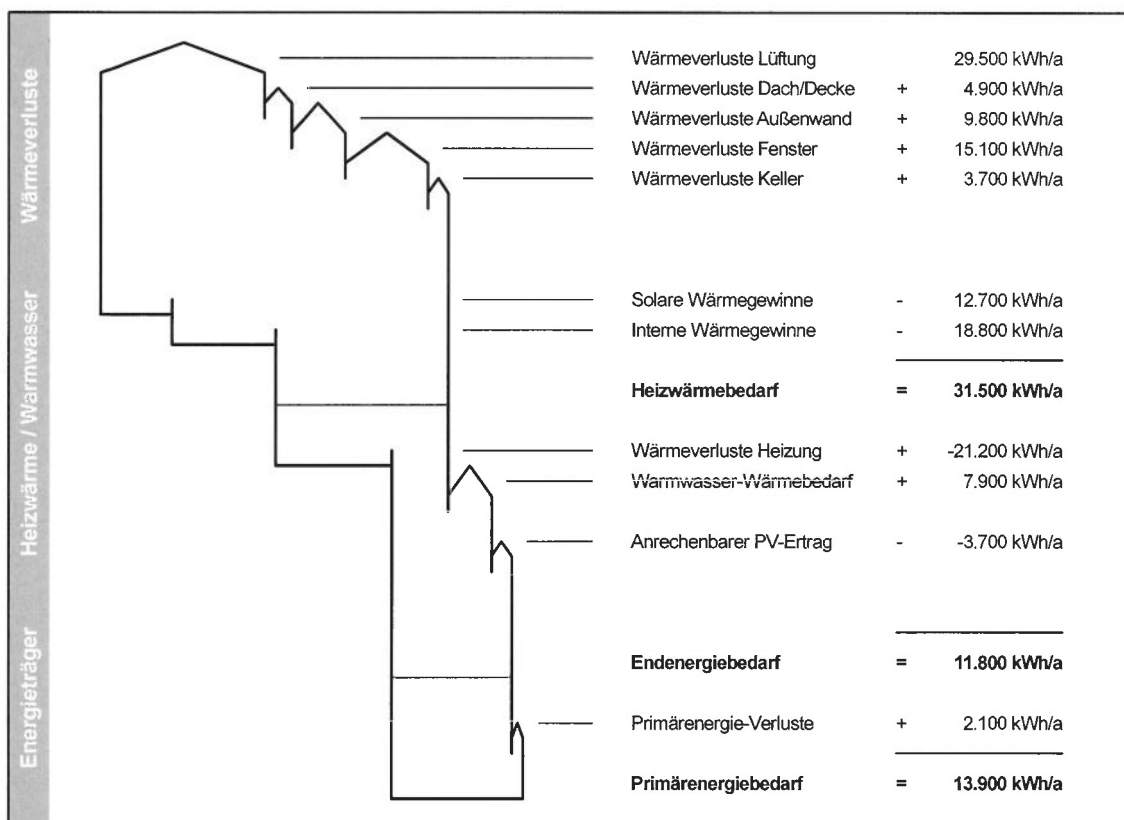 Wärmeverluste
Heizwärme / Warmwasser
Energieträger
Wärmeverluste Lüftung 29.500 kWh/a
Wärmeverluste Dach/Decke + 4.900 kWh/a
Wärmeverluste Außenwand + 9.800 kWh/a
Wärmeverluste Fenster + 15.100 kWh/a
Wärmeverluste Keller + 3.700 kWh/a
Solare Wärmegewinne - 12.700 kWh/a
Interne Wärmegewinne - 18.800 kWh/a
Heizwärmebedarf = 31.500 kWh/a
Wärmeverluste Heizung + -21.200 kWh/a
Warmwasser-Wärmebedarf + 7.900 kWh/a
Anrechenbarer PV-Ertrag - -3.700 kWh/a
Endenergiebedarf = 11.800 kWh/a
Primärenergie-Verluste + 2.100 kWh/a
Primärenergiebedarf = 13.900 kWh/a